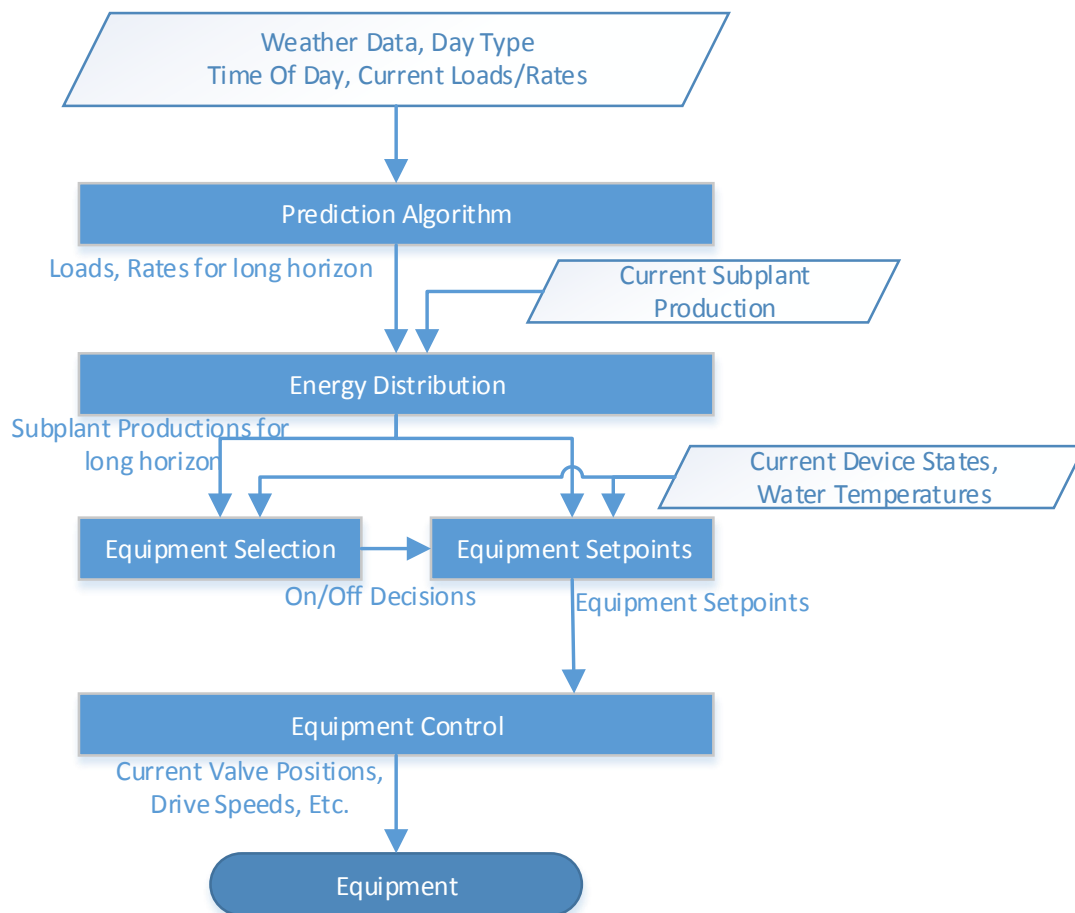 Weather Data, Day Type
Time Of Day, Current Loads/Rates
Prediction Algorithm
Loads, Rates for long horizon
Current Subplant
Production
Energy Distribution
Subplant Productions for
long horizon
Current Device States,
Water Temperatures
Equipment Selection
Equipment Setpoints
On/Off Decisions
Equipment Setpoints
Equipment Control
Current Valve Positions,
Drive Speeds, Etc.
Equipment